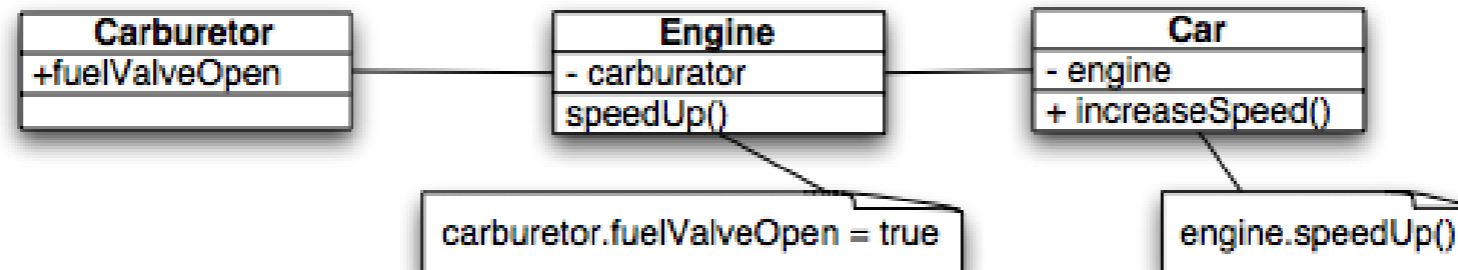 Carburetor
+fuelValveOpen
Engine
- carburator
speedUp()
Car
- engine
+ increaseSpeed()
carburetor.fuelValveOpen = true
engine.speedUp()